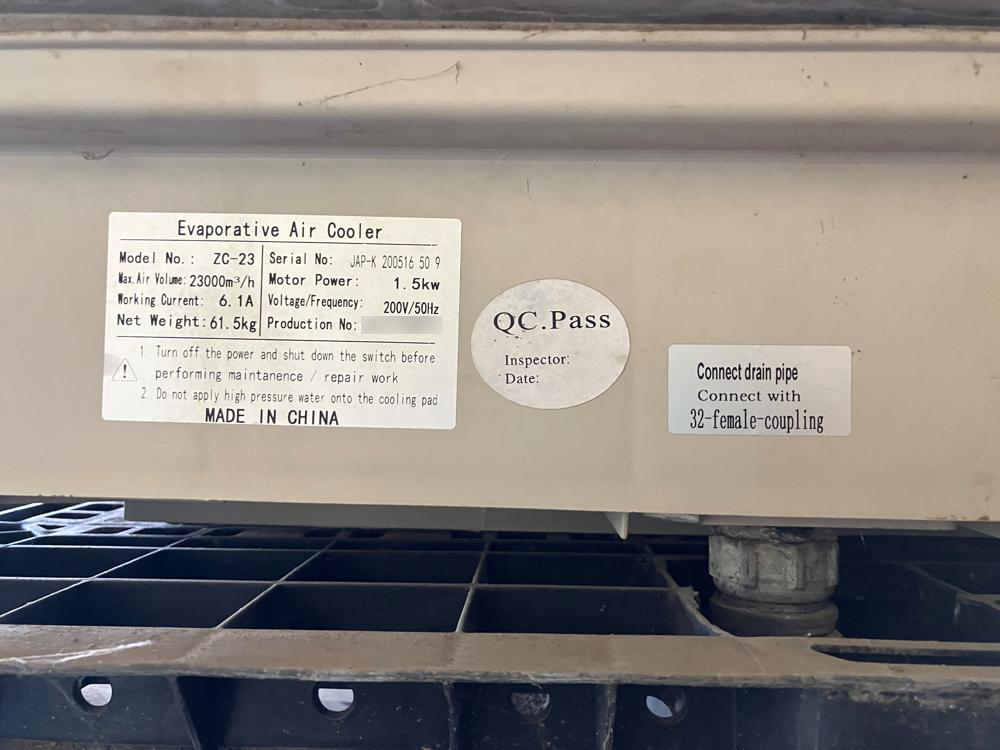 Evaporative Air Cooler
Model No.: ZC-23
Serial No: JAP-K 200516 50 9
Max.Air Volume: 23000m³/h
Motor Power: 1.5kw
Working Current: 6.1A
Voltage/Frequency: 200V/50Hz
Net Weight: 61.5kg
Production No:
1. Turn off the power and shut down the switch before
performing maintanence / repair work
2. Do not apply high pressure water onto the cooling pad
MADE IN CHINA
QC.Pass
Inspector:
Date:
Connect drain pipe
Connect with
32-female-coupling